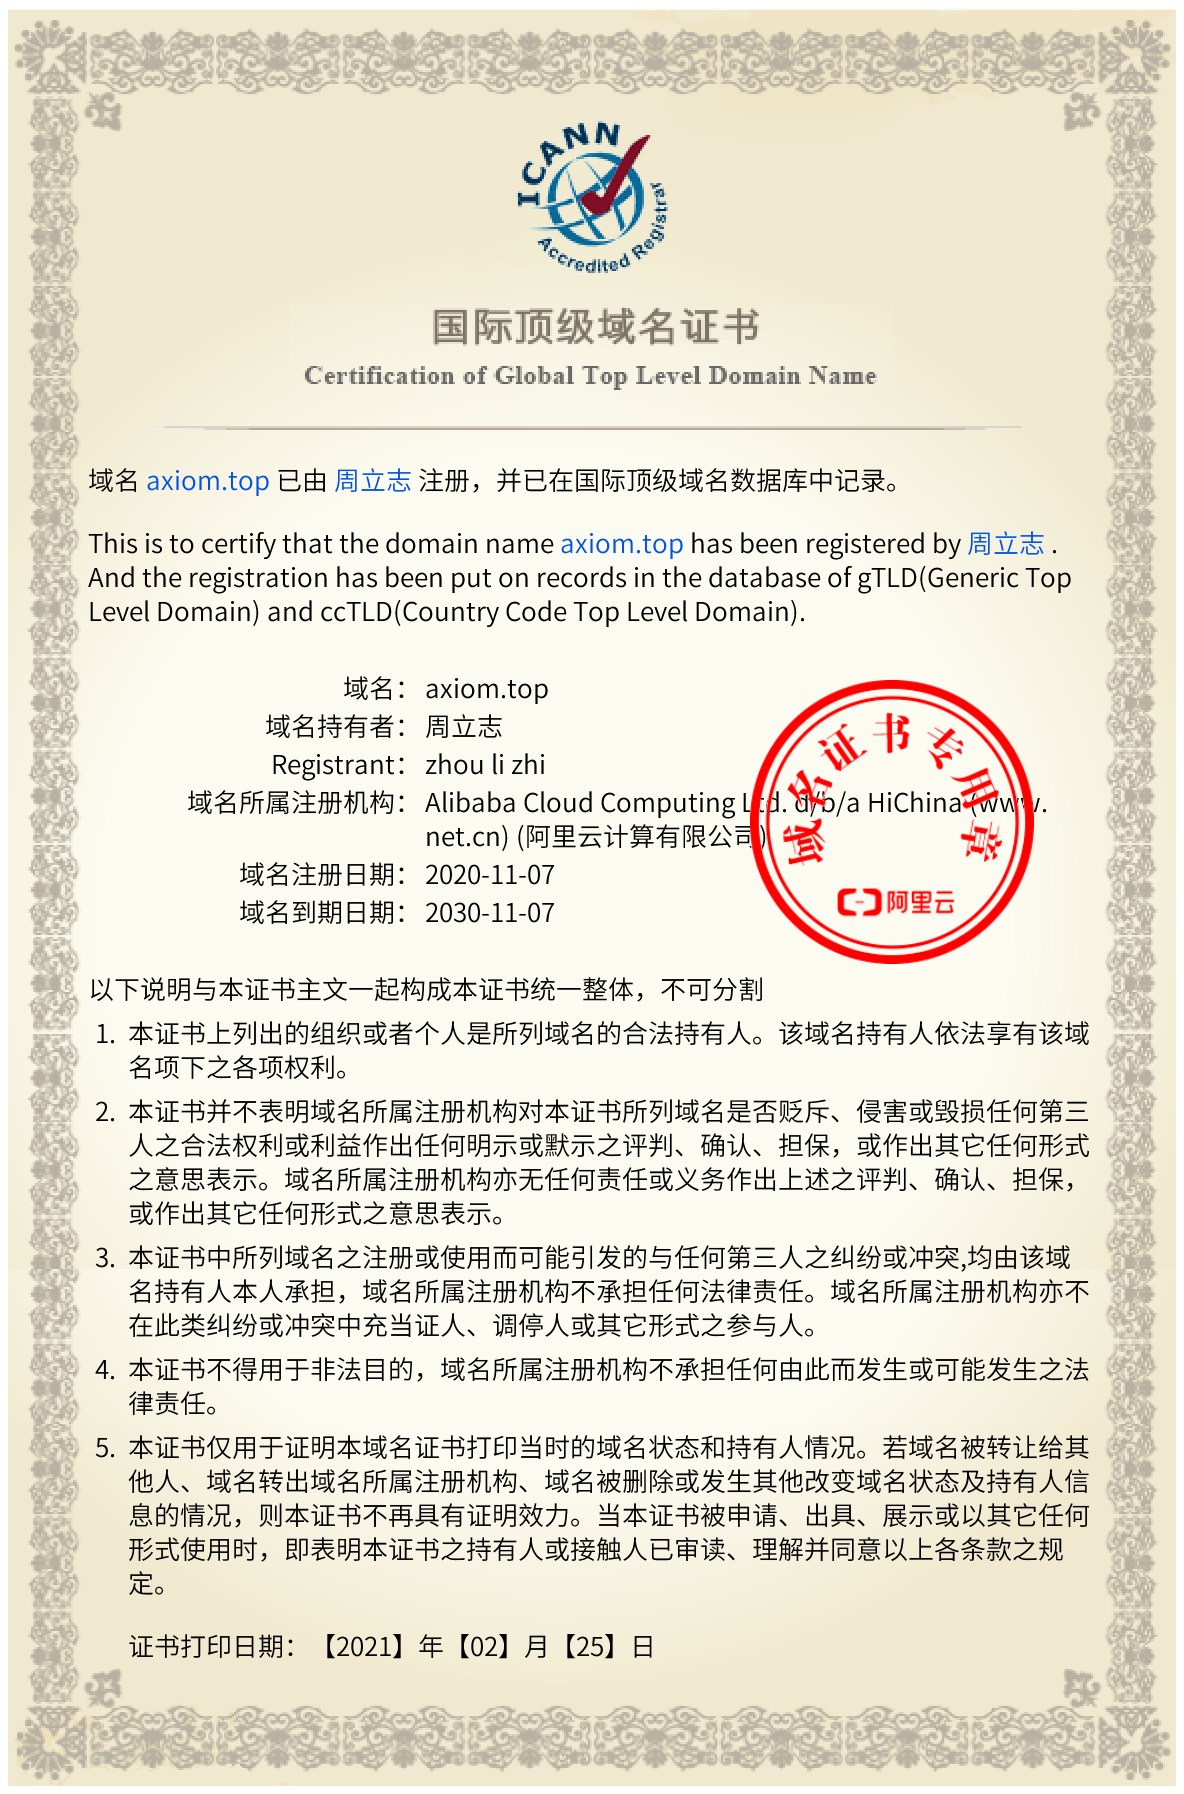 ICANN
Accredited Registrar
国际顶级域名证书
Certification of Global Top Level Domain Name
域名 axiom.top 已由 周立志 注册，并已在国际顶级域名数据库中记录。
This is to certify that the domain name axiom.top has been registered by 周立志 .
And the registration has been put on records in the database of gTLD(Generic Top
Level Domain) and ccTLD(Country Code Top Level Domain).
域名： axiom.top
域名持有者： 周立志
Registrant： zhou li zhi
域名所属注册机构： Alibaba Cloud Computing Ltd. d/b/a HiChina (www.
net.cn) (阿里云计算有限公司)
域名注册日期： 2020-11-07
域名到期日期： 2030-11-07
域名证书专用章
阿里云
以下说明与本证书主文一起构成本证书统一整体，不可分割
1. 本证书上列出的组织或者个人是所列域名的合法持有人。该域名持有人依法享有该域
名项下之各项权利。
2. 本证书并不表明域名所属注册机构对本证书所列域名是否贬斥、侵害或毁损任何第三
人之合法权利或利益作出任何明示或默示之评判、确认、担保，或作出其它任何形式
之意思表示。域名所属注册机构亦无任何责任或义务作出上述之评判、确认、担保，
或作出其它任何形式之意思表示。
3. 本证书中所列域名之注册或使用而可能引发的与任何第三人之纠纷或冲突,均由该域
名持有人本人承担，域名所属注册机构不承担任何法律责任。域名所属注册机构亦不
在此类纠纷或冲突中充当证人、调停人或其它形式之参与人。
4. 本证书不得用于非法目的，域名所属注册机构不承担任何由此而发生或可能发生之法
律责任。
5. 本证书仅用于证明本域名证书打印当时的域名状态和持有人情况。若域名被转让给其
他人、域名转出域名所属注册机构、域名被删除或发生其他改变域名状态及持有人信
息的情况，则本证书不再具有证明效力。当本证书被申请、出具、展示或以其它任何
形式使用时，即表明本证书之持有人或接触人已审读、理解并同意以上各条款之规
定。
证书打印日期：【2021】年【02】月【25】日